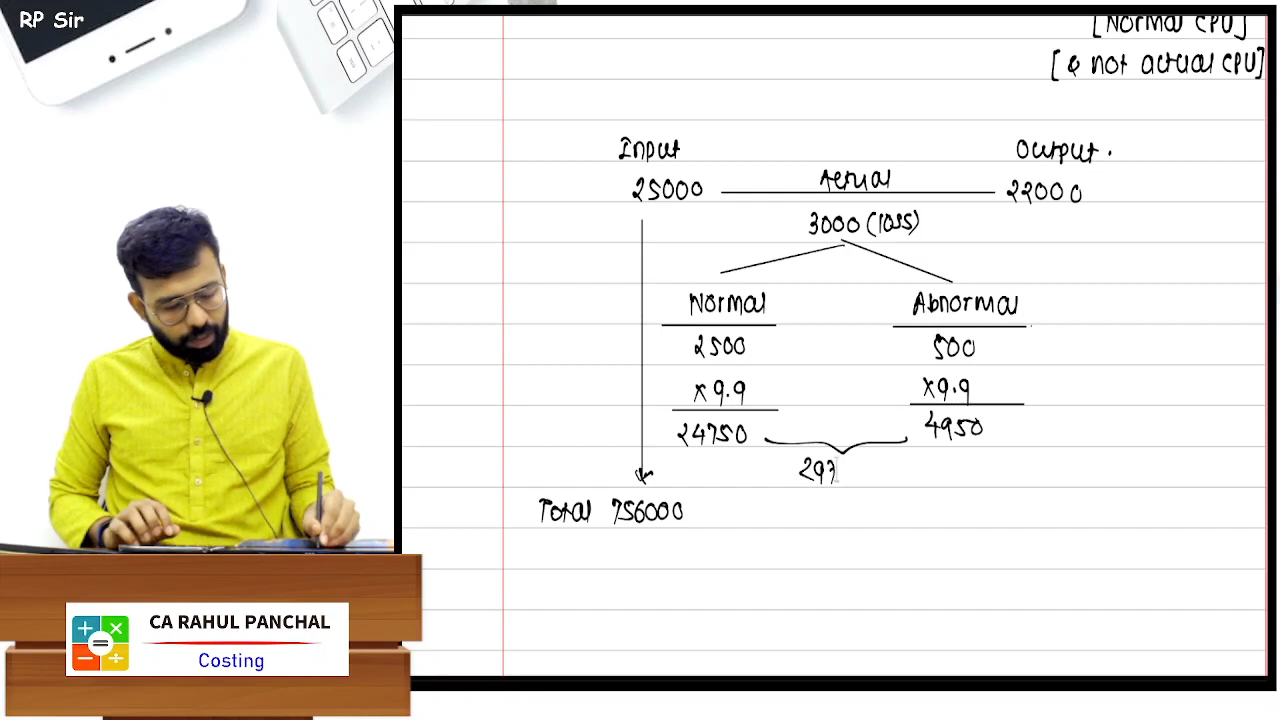 RP Sir
[Normal CPU]
[& not actual CPU]
Input
Output.
25000
Actual
22000
3000 (loss)
Normal
Abnormal
2500
500
x 9.9
x 9.9
24750
4950
297
Total 756000
CA RAHUL PANCHAL
Costing